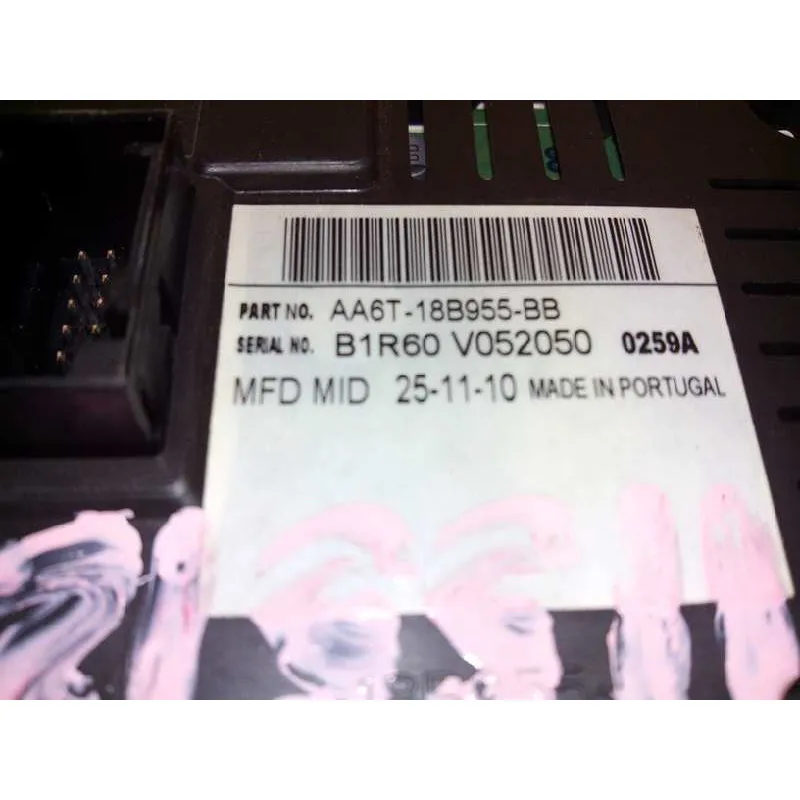 PART NO. AA6T-18B955-BB
SERIAL NO. B1R60 V052050 0259A
MFD MID 25-11-10 MADE IN PORTUGAL